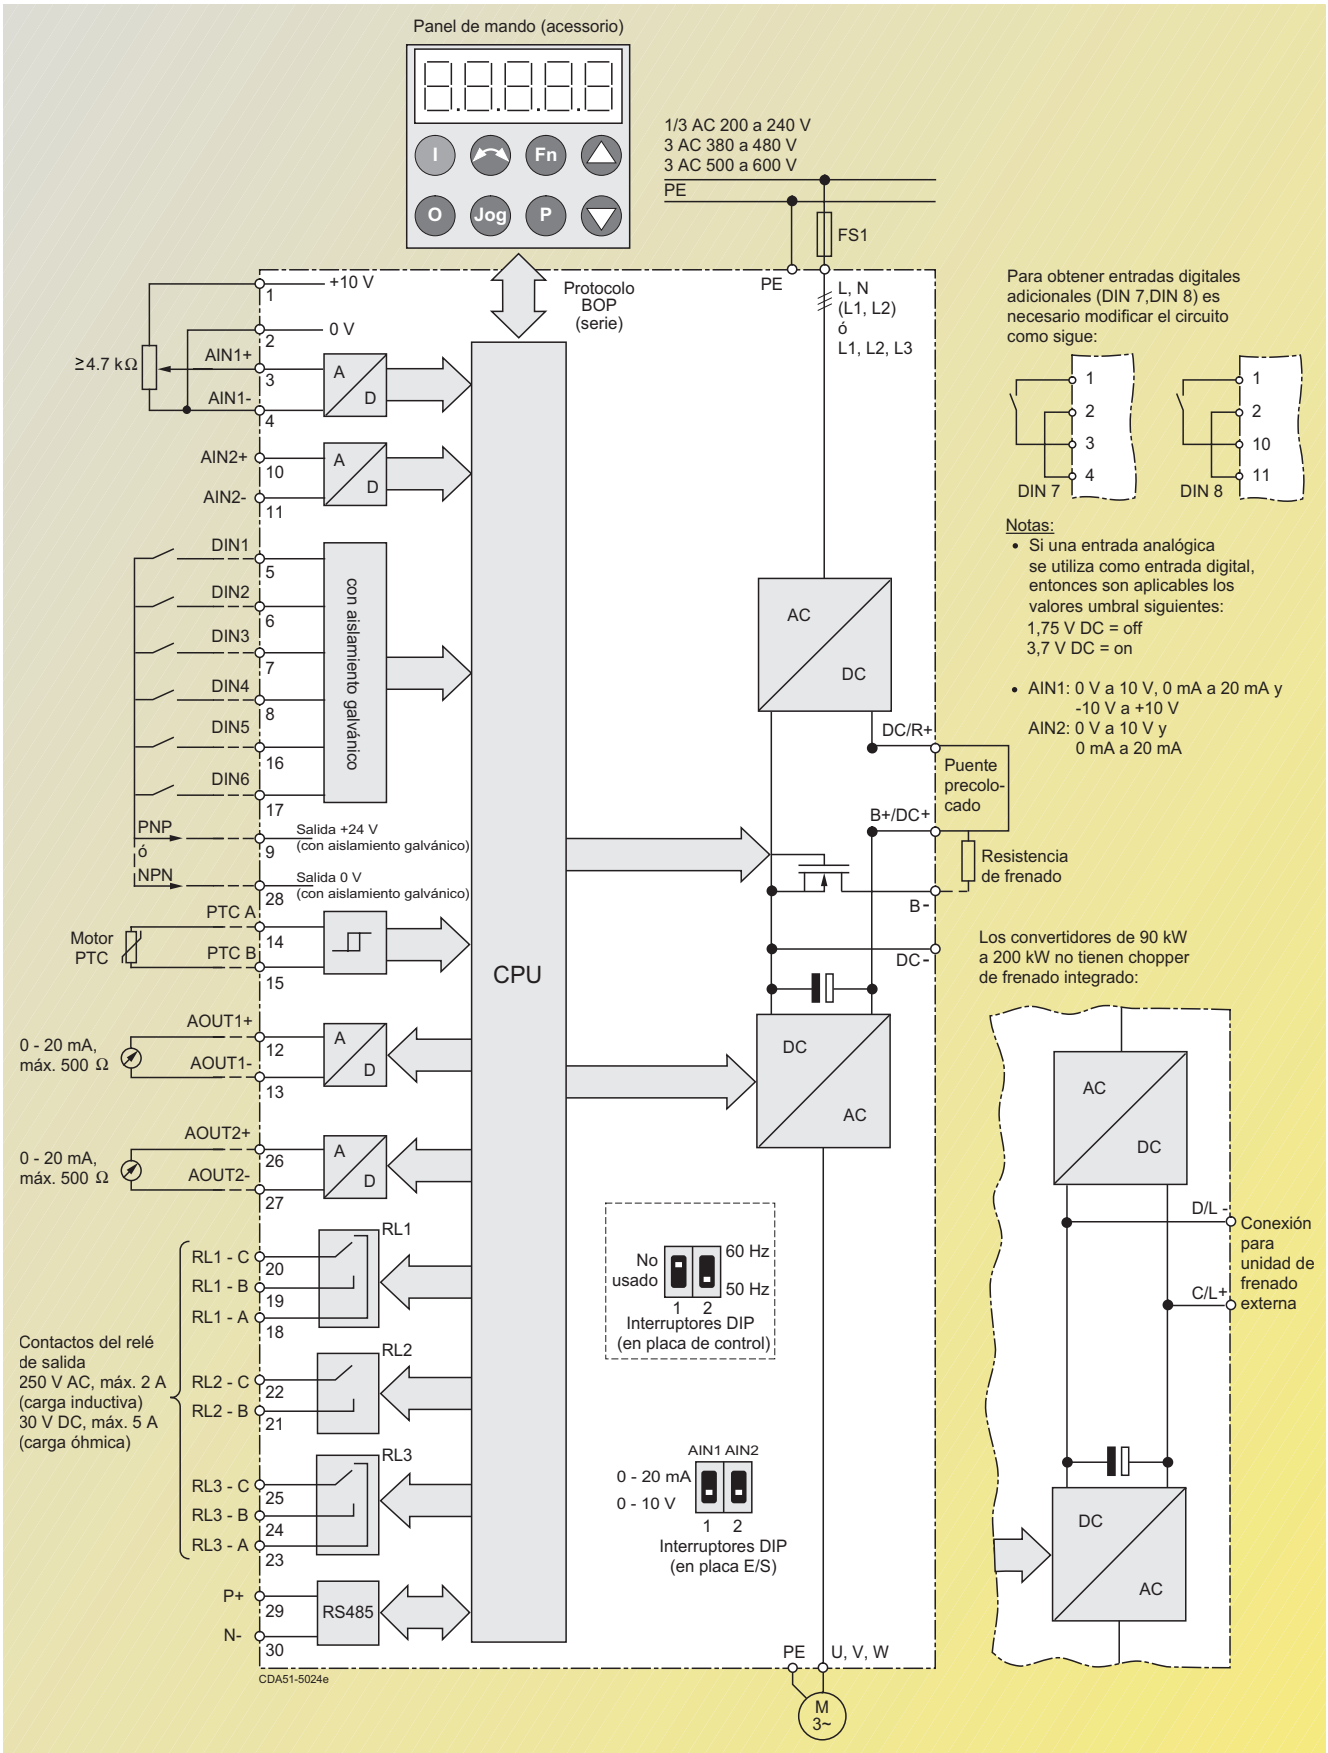 Panel de mando (acessorio)
8.8.8.8.8
I
Fn
O
Jog
P
1/3 AC 200 a 240 V
3 AC 380 a 480 V
3 AC 500 a 600 V
PE
FS1
PE
L, N
(L1, L2)
ó
L1, L2, L3
Protocolo
BOP
(serie)
+10 V
1
0 V
2
≥4.7 kΩ
AIN1+
3
AIN1-
4
A
D
AIN2+
10
AIN2-
11
A
D
DIN1
5
DIN2
6
DIN3
7
DIN4
8
DIN5
16
DIN6
17
con aislamiento galvánico
PNP
ó
NPN
9
Salida +24 V
(con aislamiento galvánico)
28
Salida 0 V
(con aislamiento galvánico)
Motor
PTC
PTC A
14
PTC B
15
CPU
0 - 20 mA,
máx. 500 Ω
AOUT1+
12
AOUT1-
13
A
D
0 - 20 mA,
máx. 500 Ω
AOUT2+
26
AOUT2-
27
A
D
Contactos del relé
de salida
250 V AC, máx. 2 A
(carga inductiva)
30 V DC, máx. 5 A
(carga óhmica)
RL1
RL1 - C
20
RL1 - B
19
RL1 - A
18
RL2
RL2 - C
22
RL2 - B
21
RL3
RL3 - C
25
RL3 - B
24
RL3 - A
23
P+
29
N-
30
RS485
CDA51-5024e
AC
DC
DC/R+
B+/DC+
B-
DC-
Puente
precolo-
cado
Resistencia
de frenado
DC
AC
No
usado
60 Hz
50 Hz
1 2
Interruptores DIP
(en placa de control)
AIN1 AIN2
0 - 20 mA
0 - 10 V
1 2
Interruptores DIP
(en placa E/S)
PE
U, V, W
M
3~
Para obtener entradas digitales
adicionales (DIN 7,DIN 8) es
necesario modificar el circuito
como sigue:
1
2
3
4
DIN 7
1
2
10
11
DIN 8
Notas:
• Si una entrada analógica
se utiliza como entrada digital,
entonces son aplicables los
valores umbral siguientes:
1,75 V DC = off
3,7 V DC = on
• AIN1: 0 V a 10 V, 0 mA a 20 mA y
-10 V a +10 V
AIN2: 0 V a 10 V y
0 mA a 20 mA
Los convertidores de 90 kW
a 200 kW no tienen chopper
de frenado integrado:
AC
DC
D/L -
C/L+
Conexión
para
unidad de
frenado
externa
DC
AC